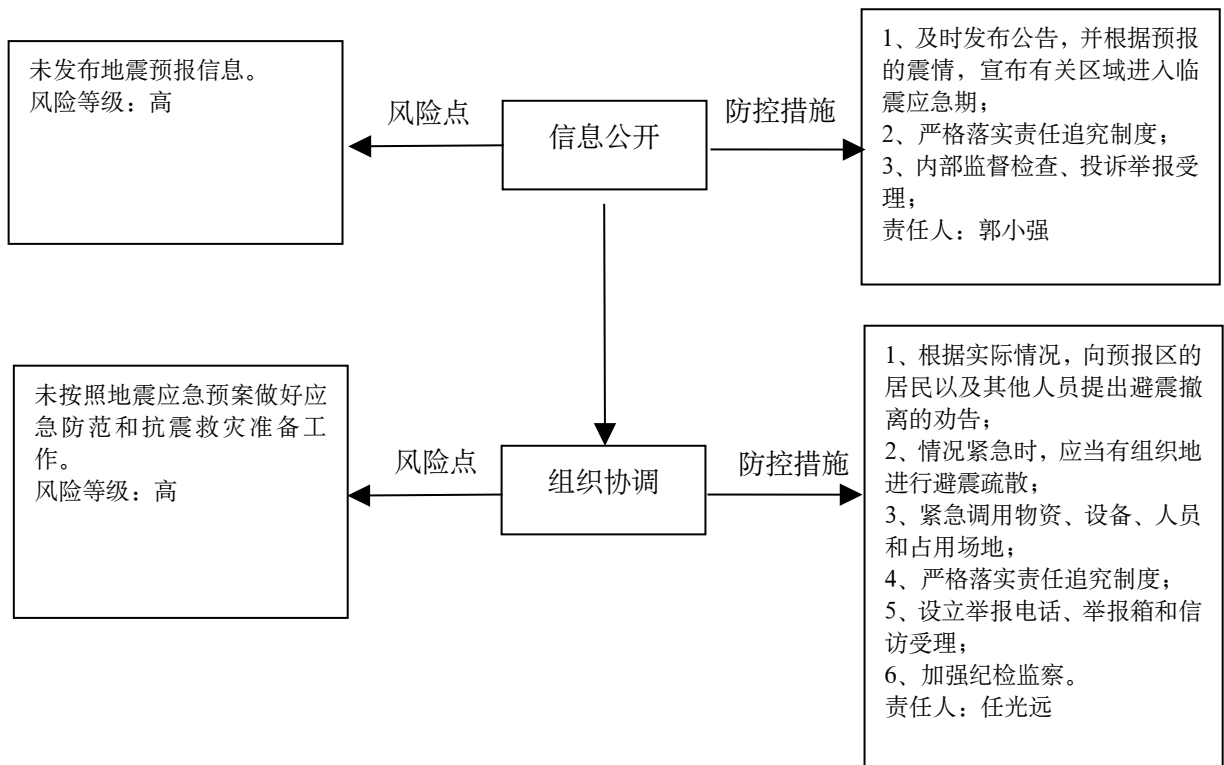 未发布地震预报信息。
风险等级：高
风险点
信息公开
防控措施
1、及时发布公告，并根据预报
的震情，宣布有关区域进入临
震应急期；
2、严格落实责任追究制度；
3、内部监督检查、投诉举报受
理；
责任人：郭小强
未按照地震应急预案做好应
急防范和抗震救灾准备工
作。
风险等级：高
风险点
组织协调
防控措施
1、根据实际情况，向预报区的
居民以及其他人员提出避震撤
离的劝告；
2、情况紧急时，应当有组织地
进行避震疏散；
3、紧急调用物资、设备、人员
和占用场地；
4、严格落实责任追究制度；
5、设立举报电话、举报箱和信
访受理；
6、加强纪检监察。
责任人：任光远